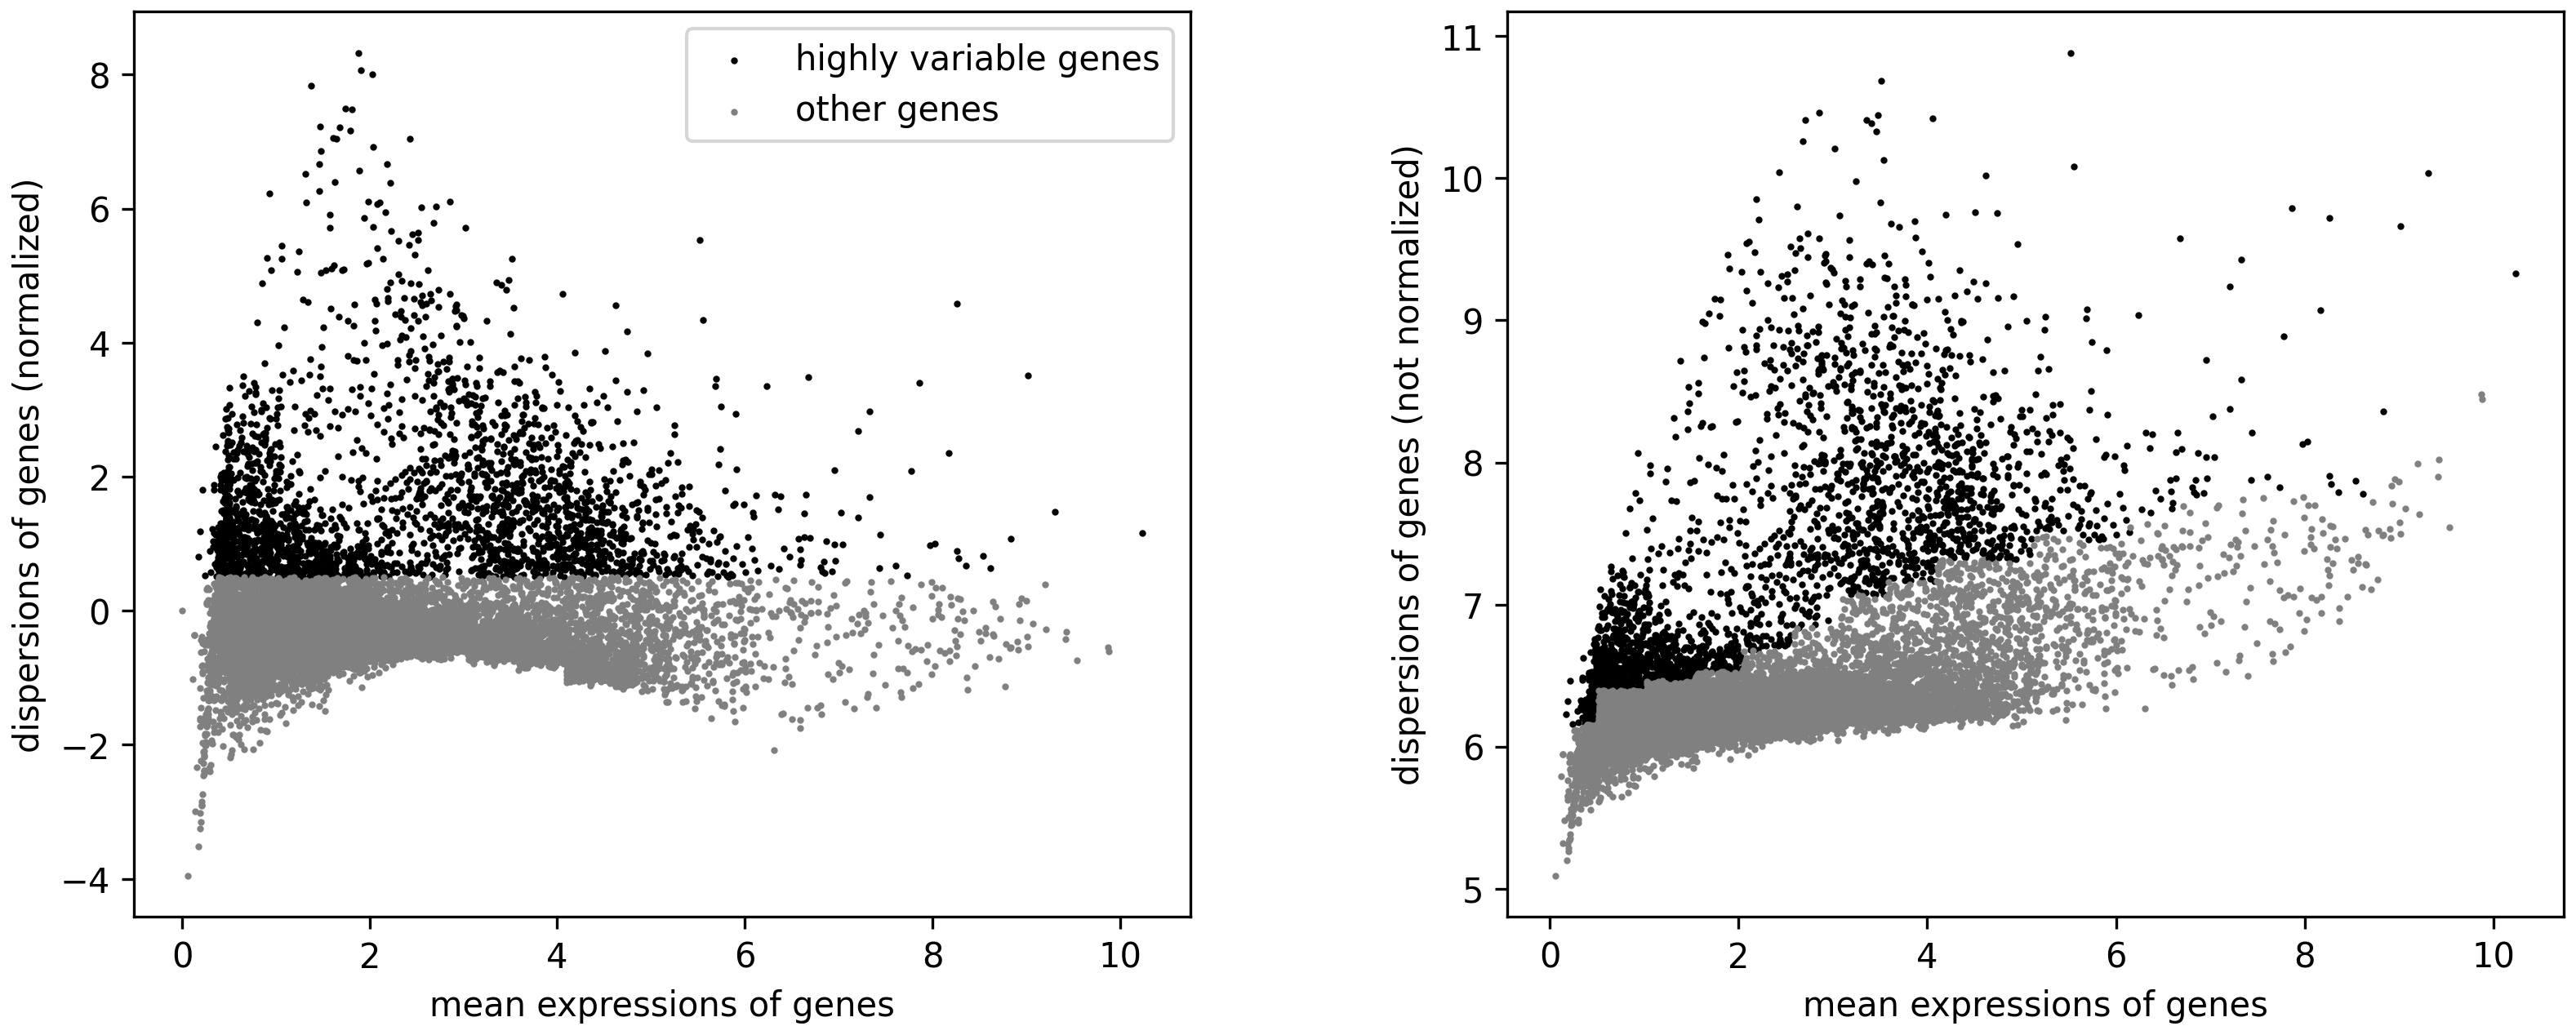 8
6
4
2
0
−2
−4
0 2 4 6 8 10
dispersions of genes (normalized)
mean expressions of genes
highly variable genes
other genes
11
10
9
8
7
6
5
0 2 4 6 8 10
dispersions of genes (not normalized)
mean expressions of genes